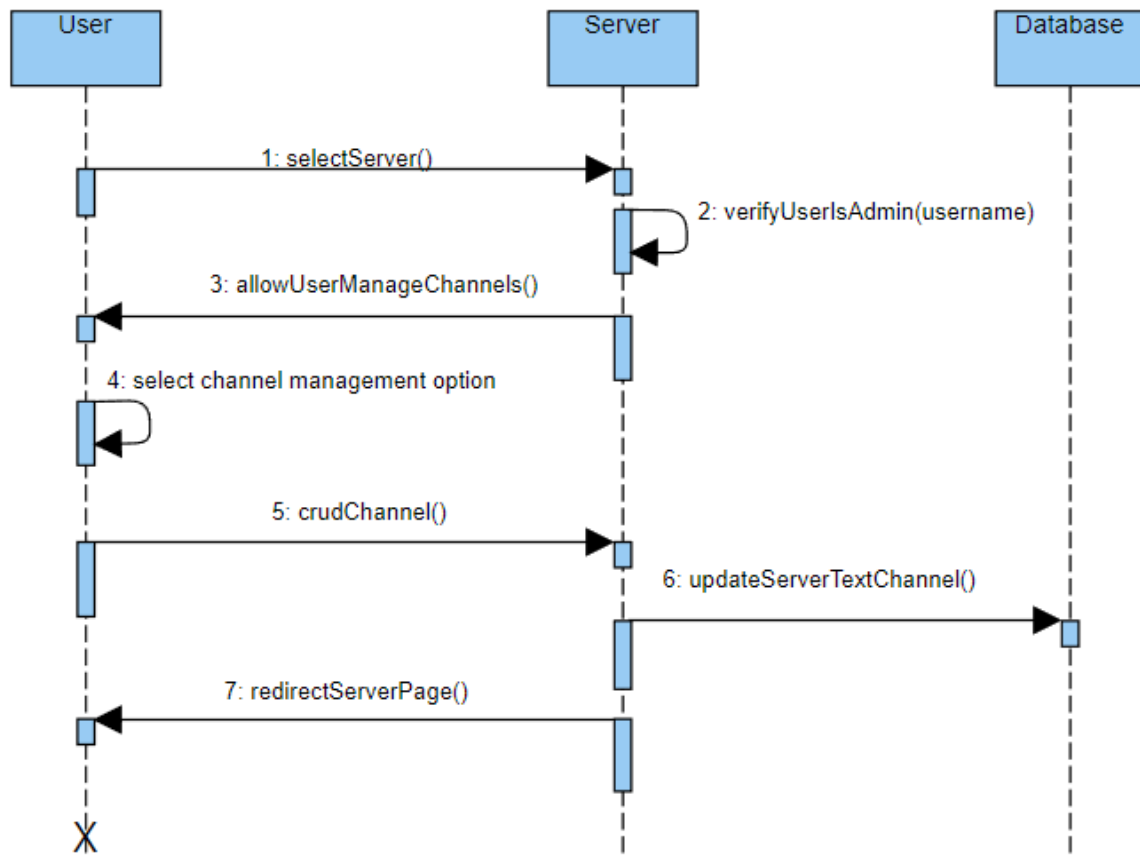 User
Server
Database
1: selectServer()
2: verifyUserIsAdmin(username)
3: allowUserManageChannels()
4: select channel management option
5: crudChannel()
6: updateServerTextChannel()
7: redirectServerPage()